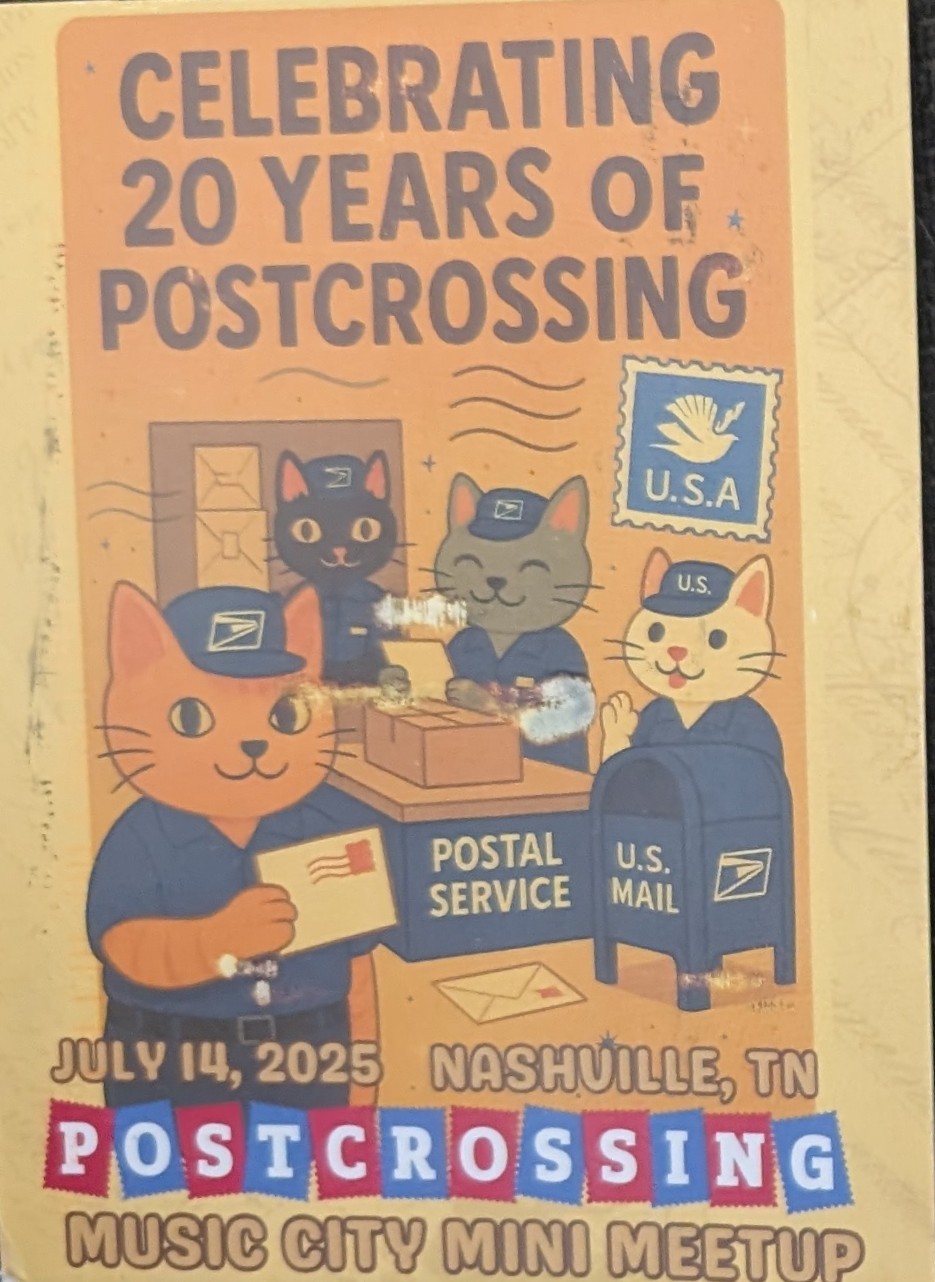 CELEBRATING
20 YEARS OF
POSTCROSSING
U.S.A
U.S.
POSTAL
SERVICE
U.S.
MAIL
JULY 14, 2025 NASHVILLE, TN
POSTCROSSING
MUSIC CITY MINI MEETUP